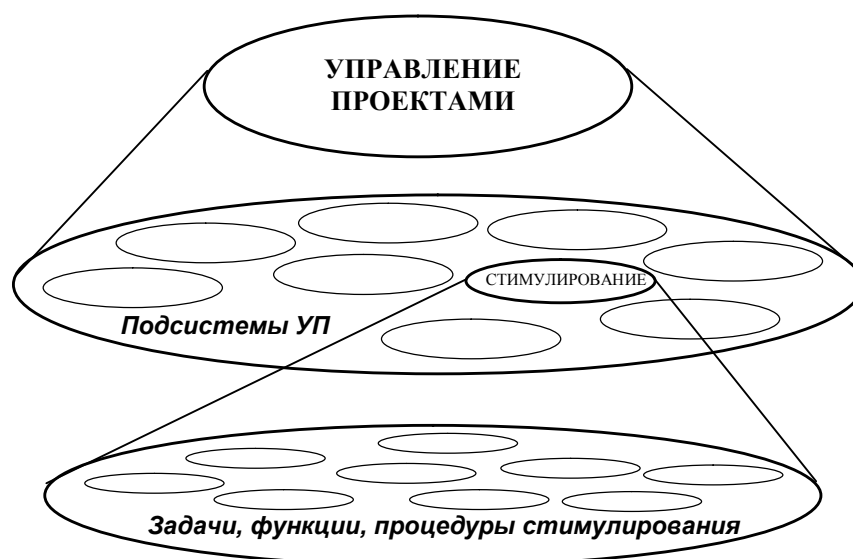 УПРАВЛЕНИЕ
ПРОЕКТАМИ
СТИМУЛИРОВАНИЕ
Подсистемы УП
Задачи, функции, процедуры стимулирования